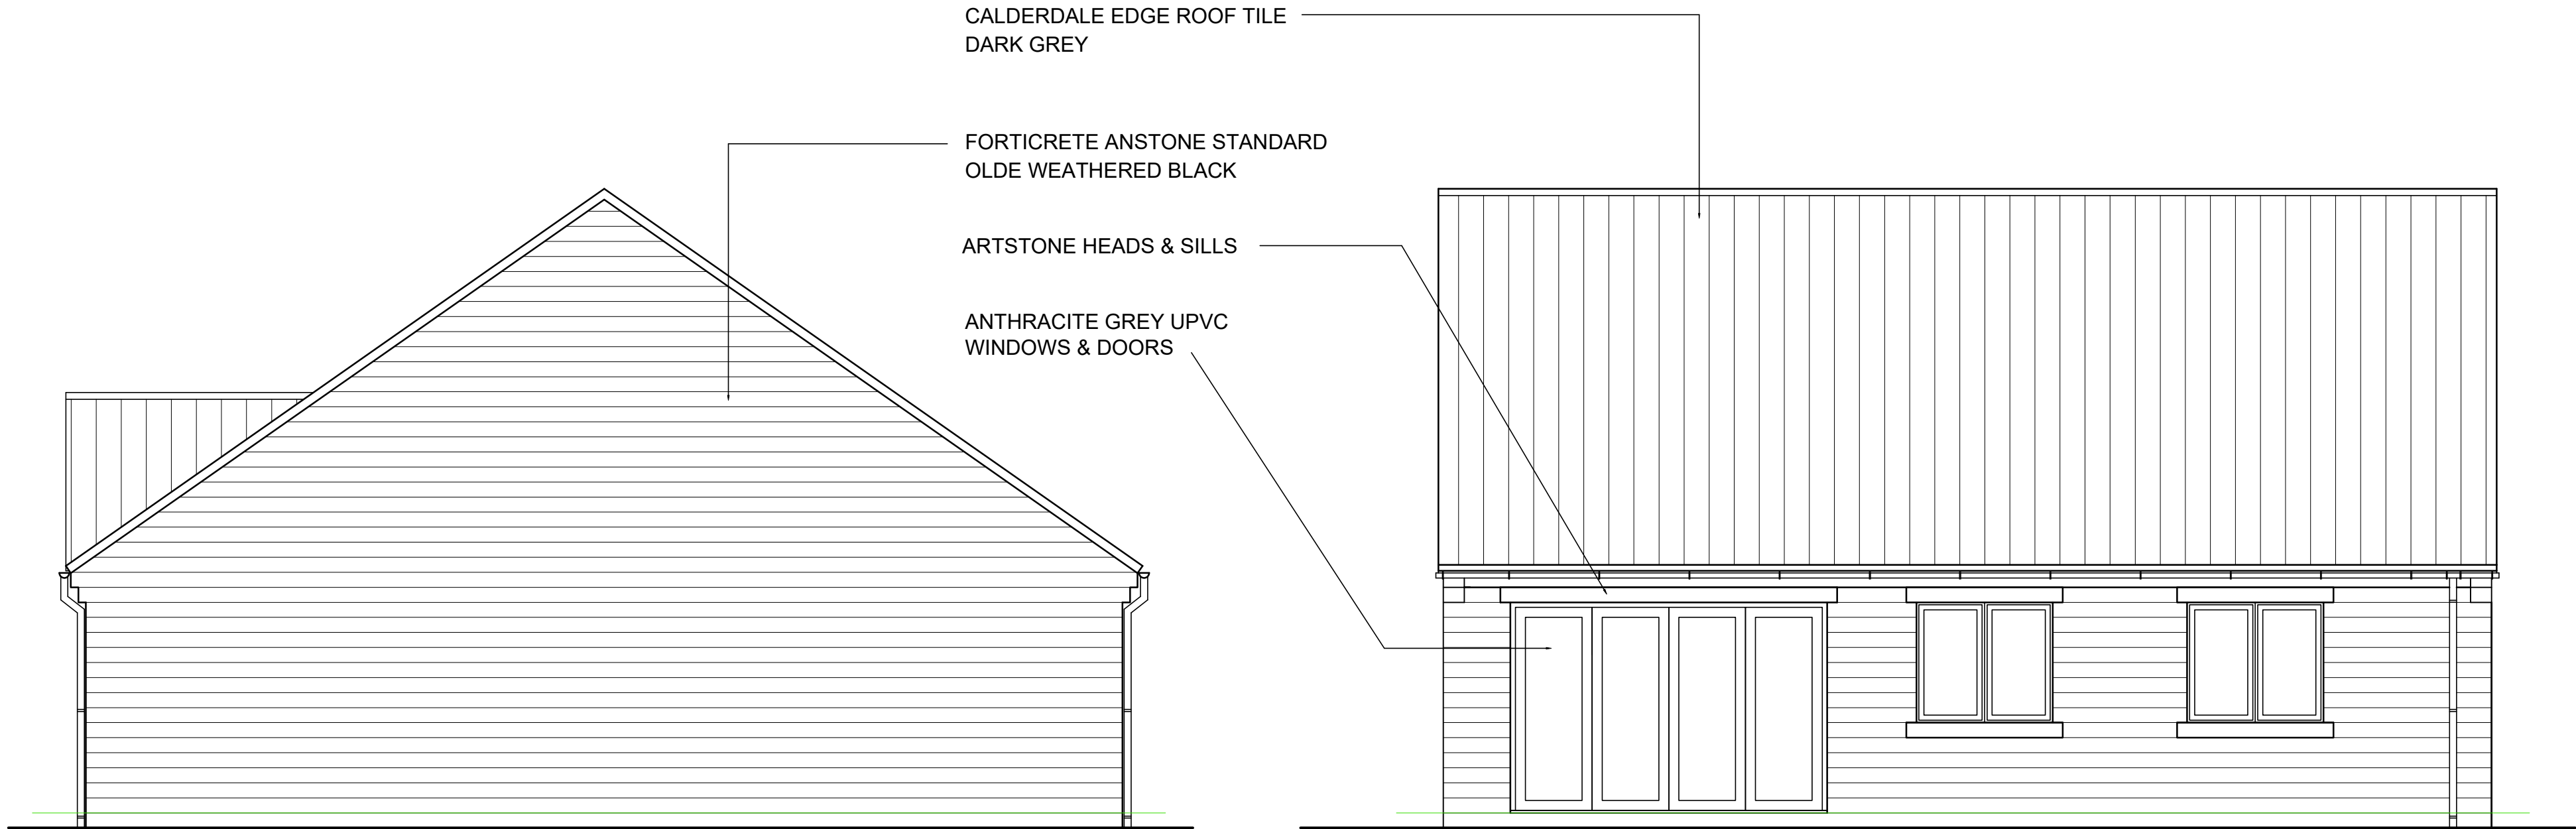 CALDERDALE EDGE ROOF TILE
DARK GREY
FORTICRETE ANSTONE STANDARD
OLDE WEATHERED BLACK
ARTSTONE HEADS & SILLS
ANTHRACITE GREY UPVC
WINDOWS & DOORS